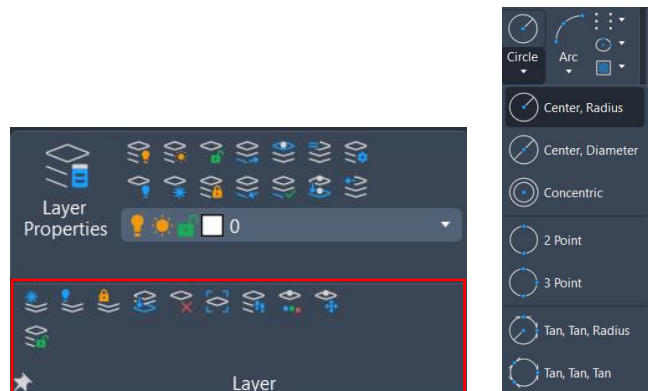 Layer
Properties
0
Layer
Circle
Arc
Center, Radius
Center, Diameter
Concentric
2 Point
3 Point
Tan, Tan, Radius
Tan, Tan, Tan